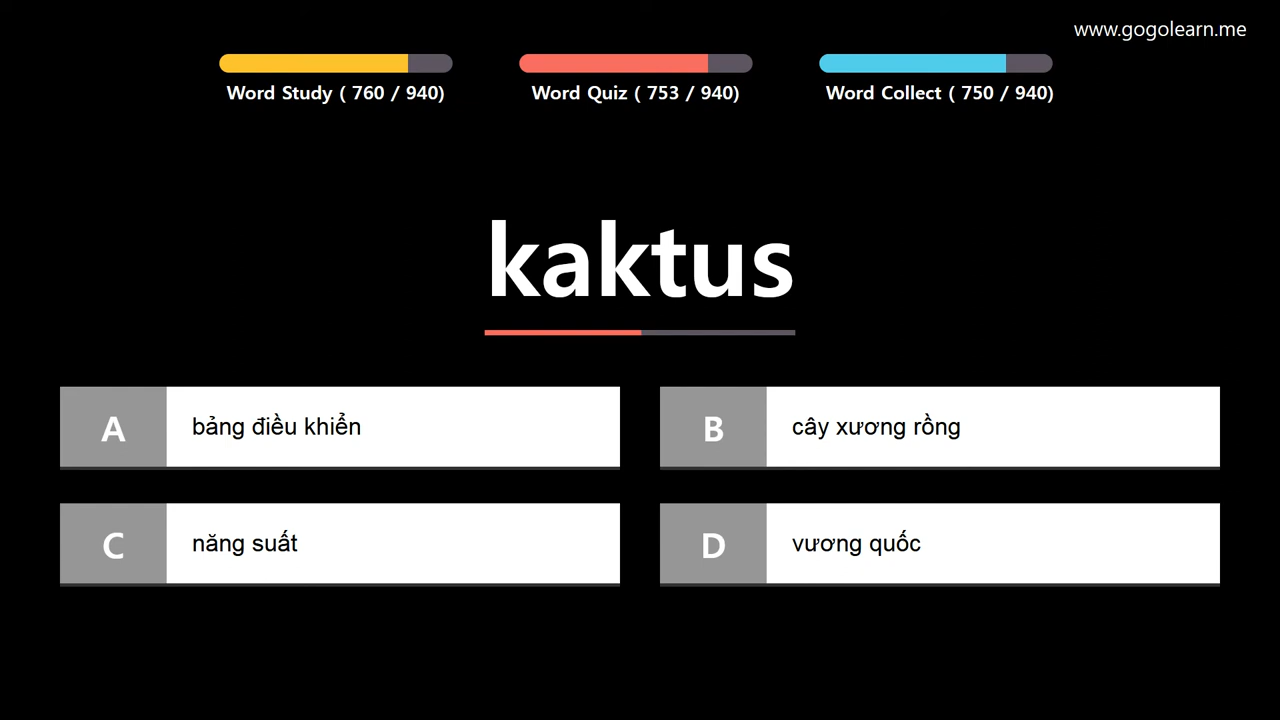 www.gogolearn.me
Word Study ( 760 / 940)
Word Quiz ( 753 / 940)
Word Collect ( 750 / 940)
kaktus
A bảng điều khiển
B cây xương rồng
C năng suất
D vương quốc